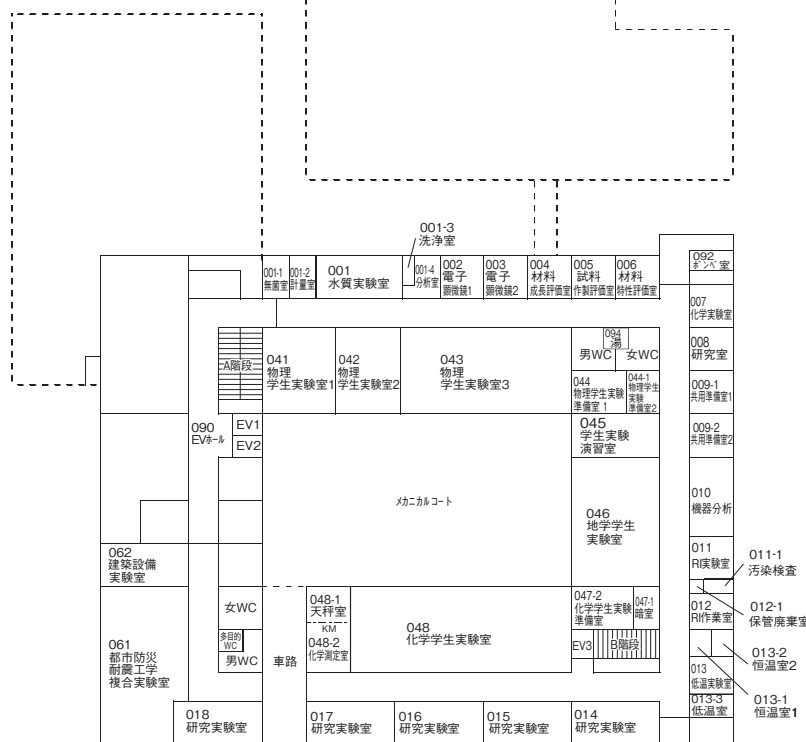 001-3
洗浄室
001-1
無菌室
001-2
計量室
001
水質実験室
001-4
分析室
002
電子
顕微鏡1
003
電子
顕微鏡2
004
材料
成長評価室
005
試料
作製評価室
006
材料
特性評価室
092
ボンベ室
007
化学実験室
008
研究室
009-1
共用準備室1
009-2
共用準備室2
010
機器分析
011
RI実験室
011-1
汚染検査
012
RI作業室
012-1
保管廃棄室
013-2
恒温室2
013
低温実験室
013-1
恒温室1
013-3
低温室
A階段
041
物理
学生実験室1
042
物理
学生実験室2
043
物理
学生実験室3
094
湯
男WC
女WC
044
物理学生実験
準備室 1
044-1
物理学生
実験
準備室2
045
学生実験
演習室
090
EVホール
EV1
EV2
メカニカルコート
046
地学学生
実験室
062
建築設備
実験室
061
都市防災
耐震工学
複合実験室
女WC
多目的
WC
男WC
車路
048-1
天秤室
KM
048-2
化学測定室
048
化学学生実験室
047-2
化学学生実験
準備室
047-1
暗室
EV3
B階段
018
研究実験室
017
研究実験室
016
研究実験室
015
研究実験室
014
研究実験室